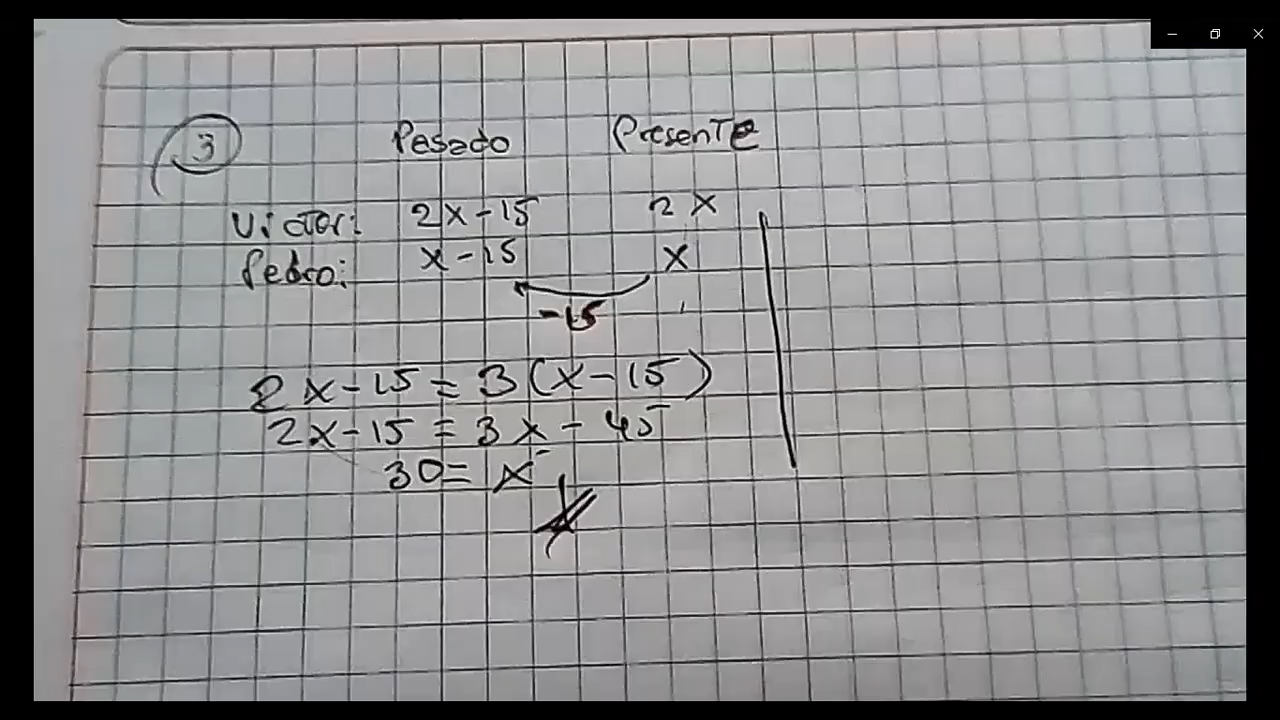 3 Pasado Presente
Victor: 2x-15 2x
Pedro: x-15 x
-15
2x-15 = 3(x-15)
2x-15 = 3x-45
30 = x